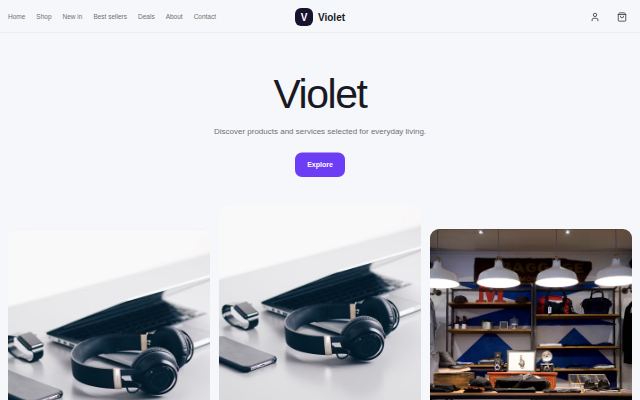 Home Shop New in Best sellers Deals About Contact
V Violet
Violet
Discover products and services selected for everyday living.
Explore